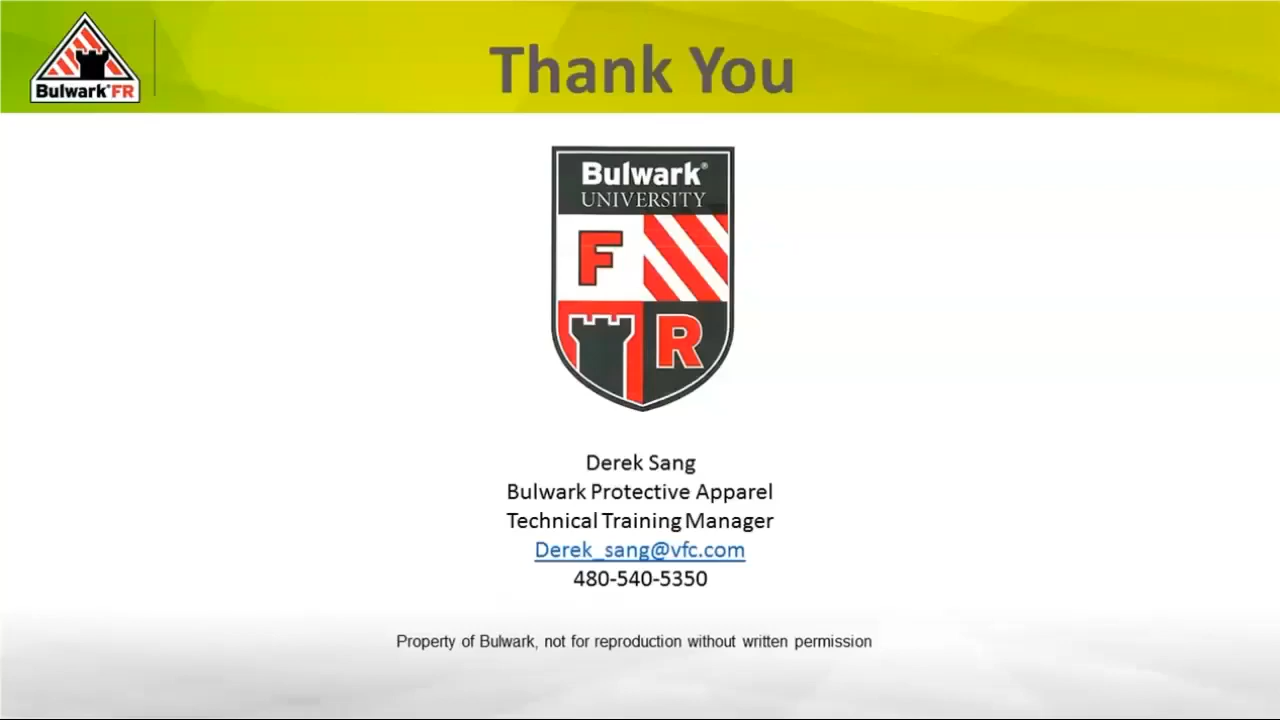 Bulwark®FR
Thank You
Bulwark®
UNIVERSITY
F
R
Derek Sang
Bulwark Protective Apparel
Technical Training Manager
Derek_sang@vfc.com
480-540-5350
Property of Bulwark, not for reproduction without written permission